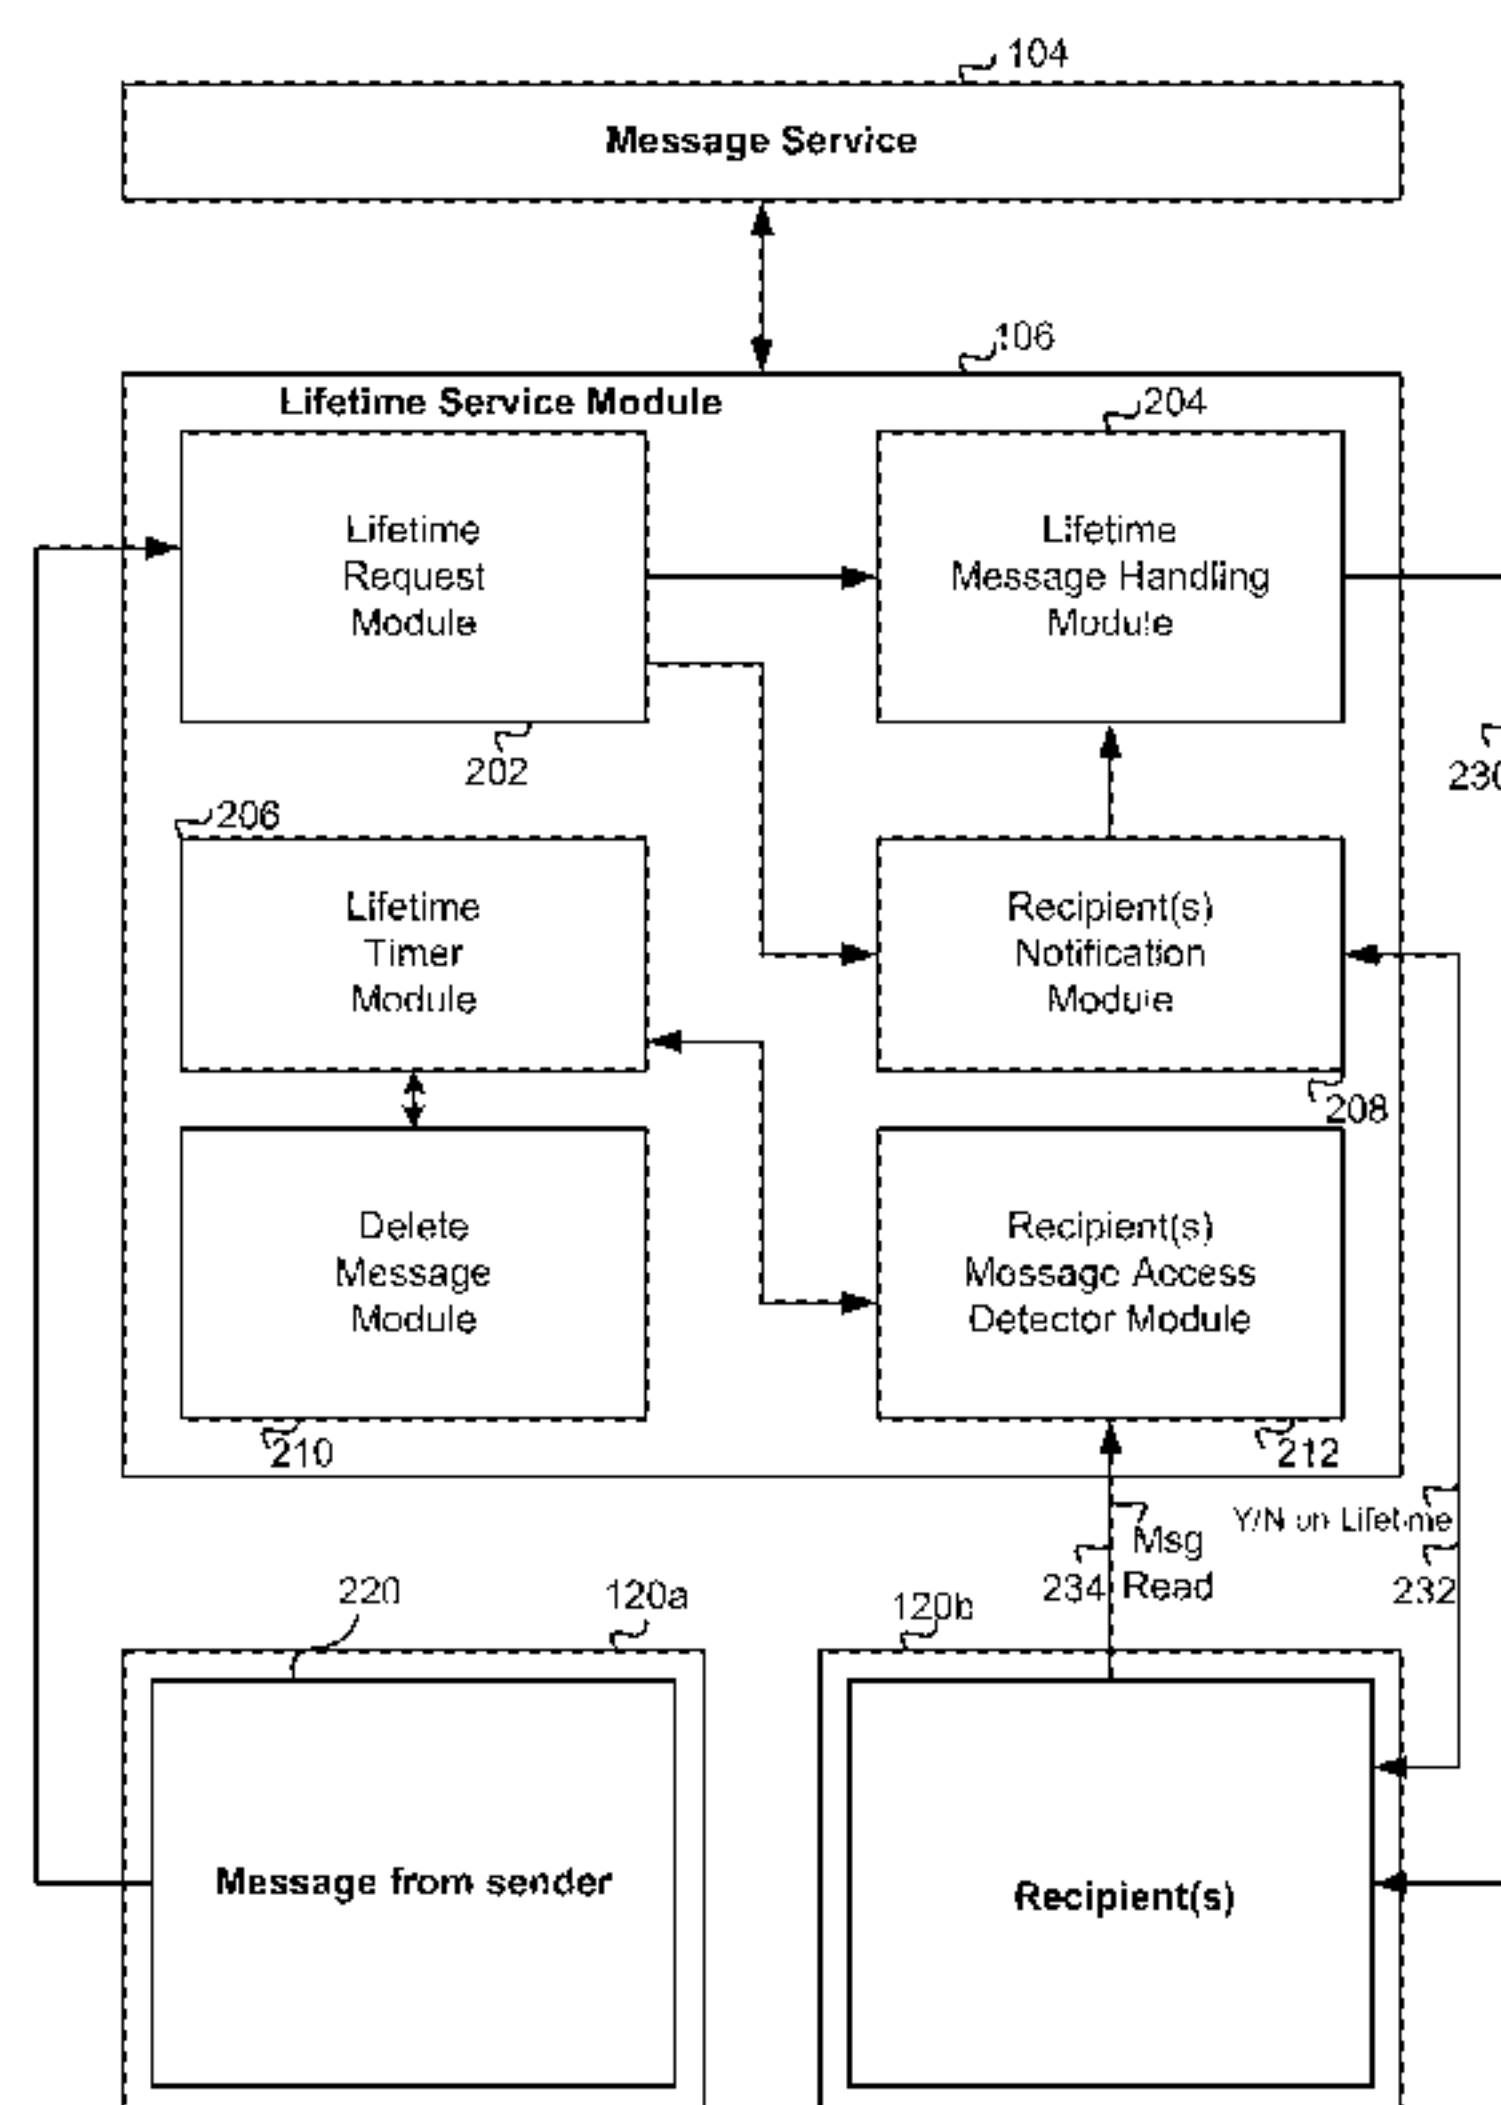 104
Message Service
106
Lifetime Service Module
204
Lifetime
Request
Module
Lifetime
Message Handling
Module
202
230
206
Lifetime
Timer
Module
Recipient(s)
Notification
Module
208
Delete
Message
Module
Recipient(s)
Message Access
Detector Module
210
212
Y/N on Lifetime
Msg
Read
234
232
220
120a
120b
Message from sender
Recipient(s)